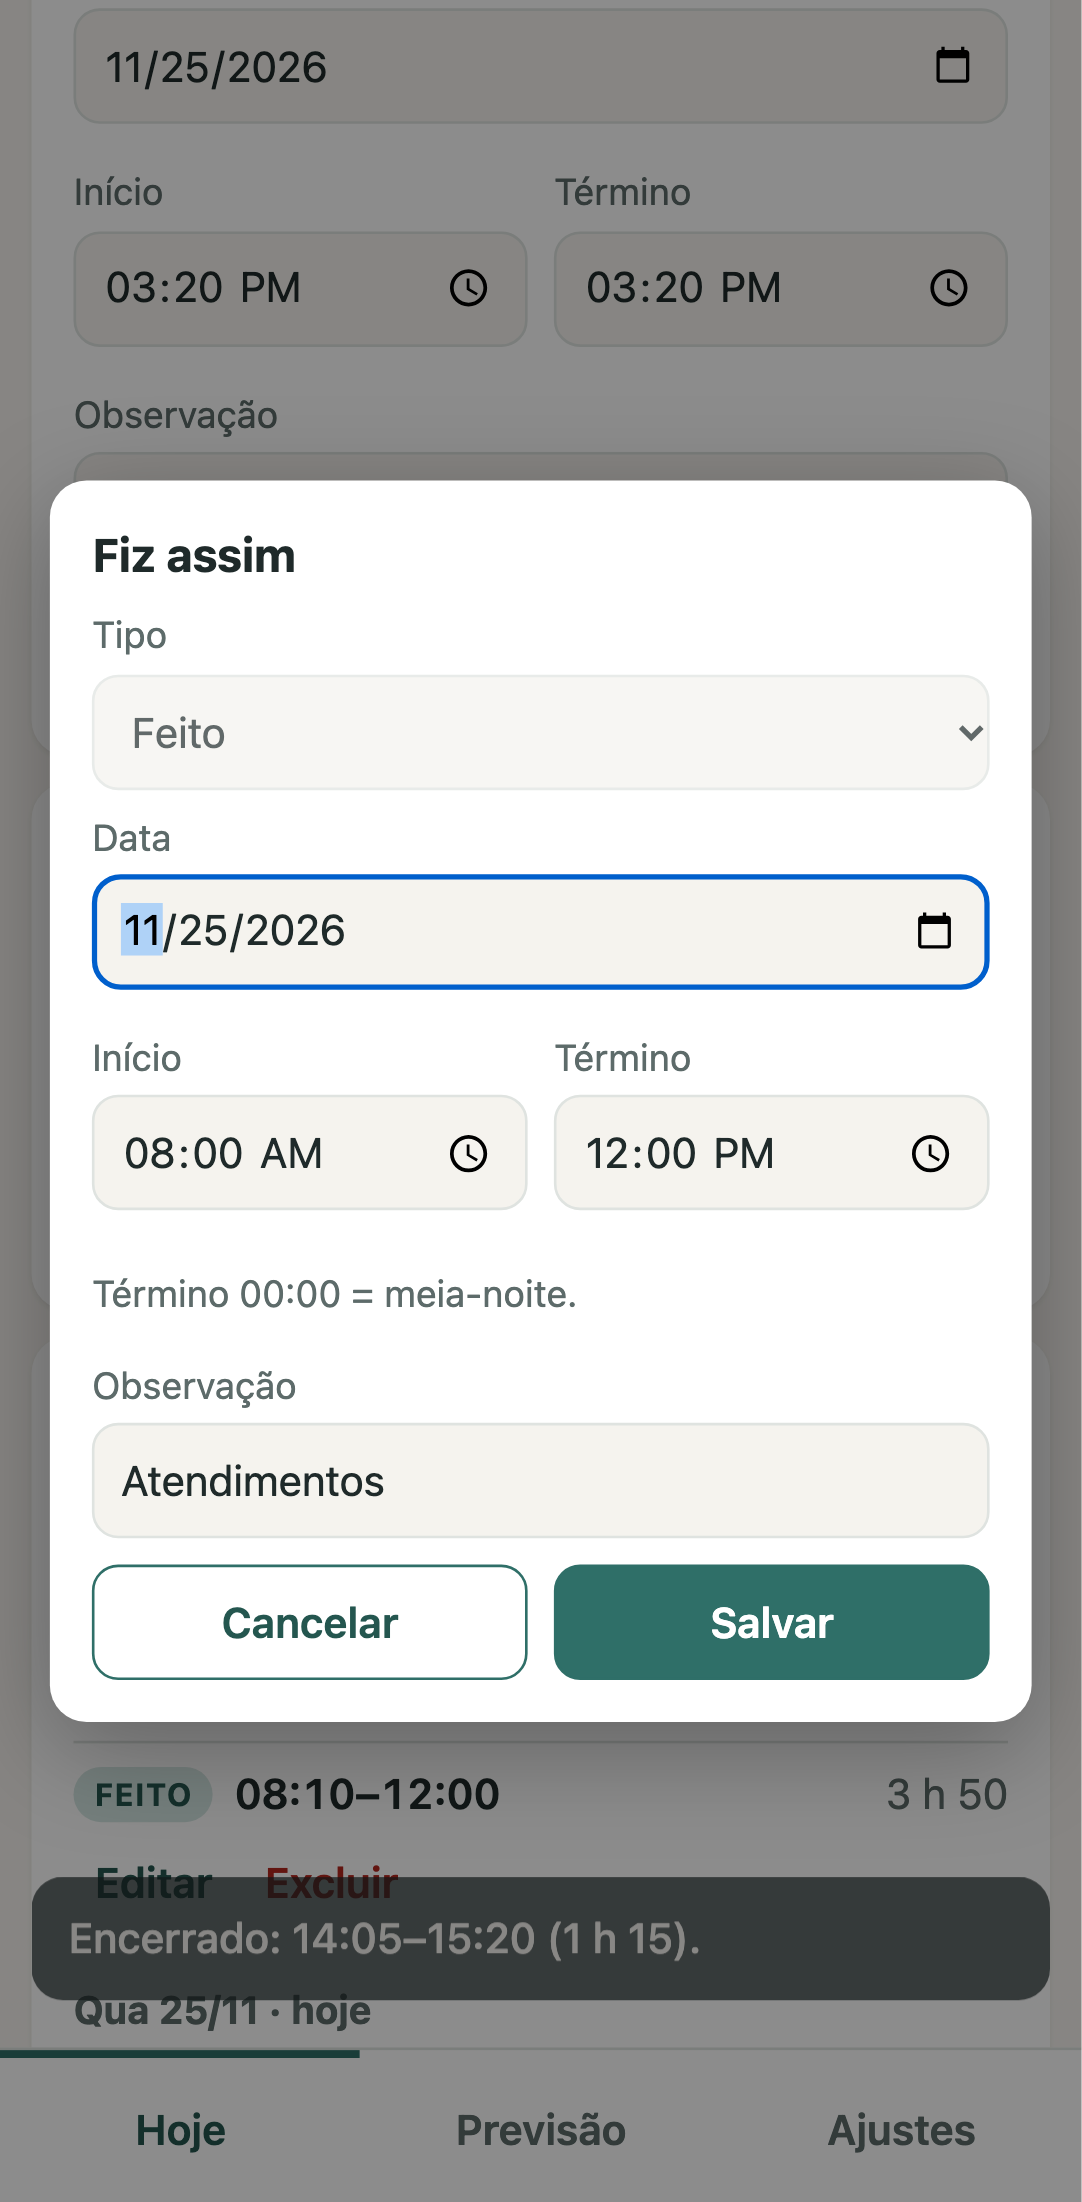 11/25/2026
Início Término
03:20 PM 03:20 PM
Observação
Fiz assim
Tipo
Feito
Data
11/25/2026
Início Término
08:00 AM 12:00 PM
Término 00:00 = meia-noite.
Observação
Atendimentos
Cancelar Salvar
FEITO 08:10–12:00 3 h 50
Editar Excluir
Encerrado: 14:05–15:20 (1 h 15).
Qua 25/11 · hoje
Hoje Previsão Ajustes